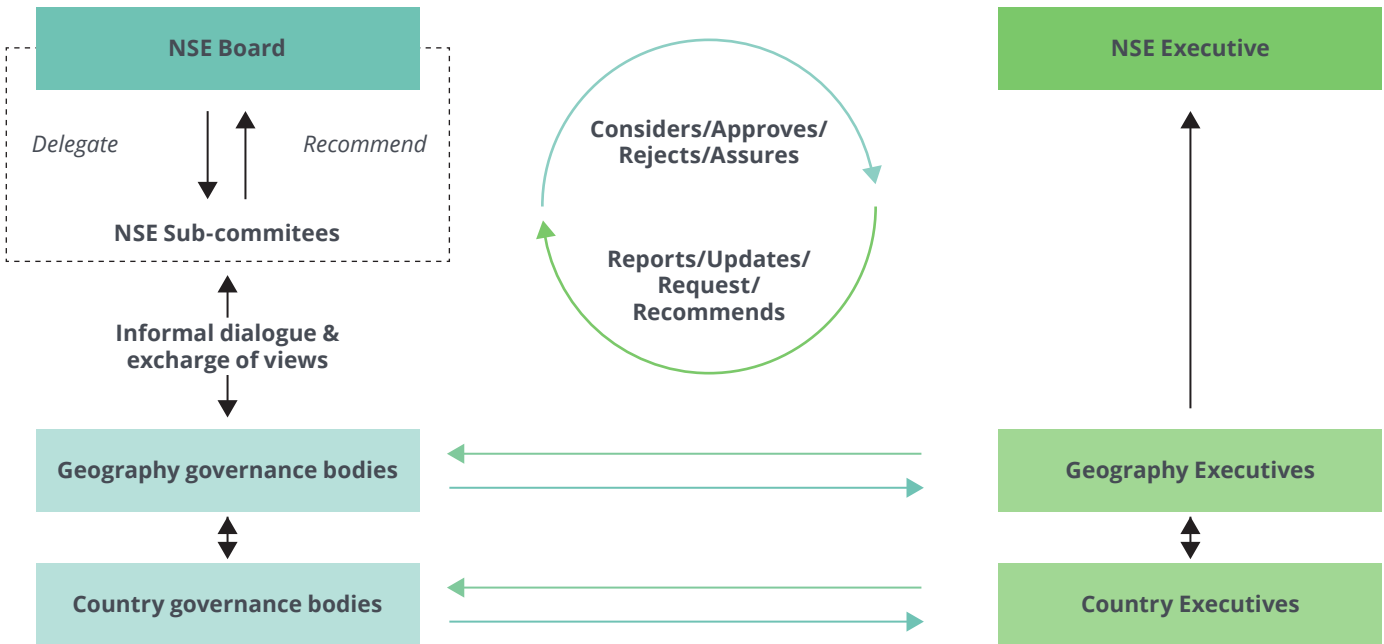 NSE Board
NSE Executive
Delegate
Recommend
Considers/Approves/
Rejects/Assures
NSE Sub-commitees
Reports/Updates/
Request/
Recommends
Informal dialogue &
excharge of views
Geography governance bodies
Geography Executives
Country governance bodies
Country Executives